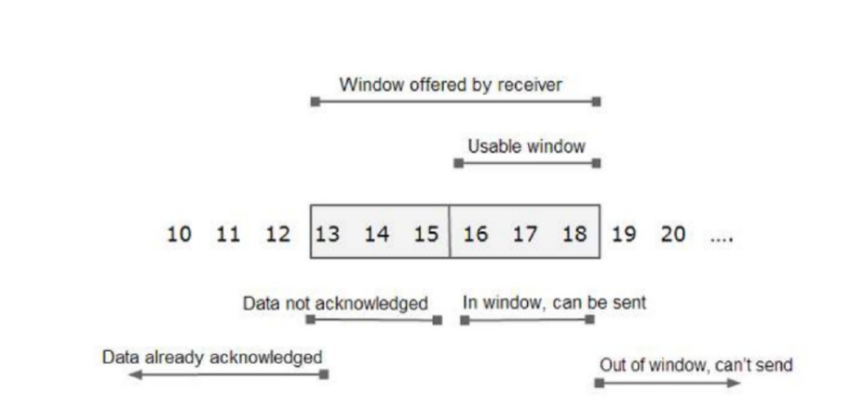 Window offered by receiver
Usable window
10 11 12 13 14 15 16 17 18 19 20 ....
Data not acknowledged In window, can be sent
Data already acknowledged Out of window, can't send